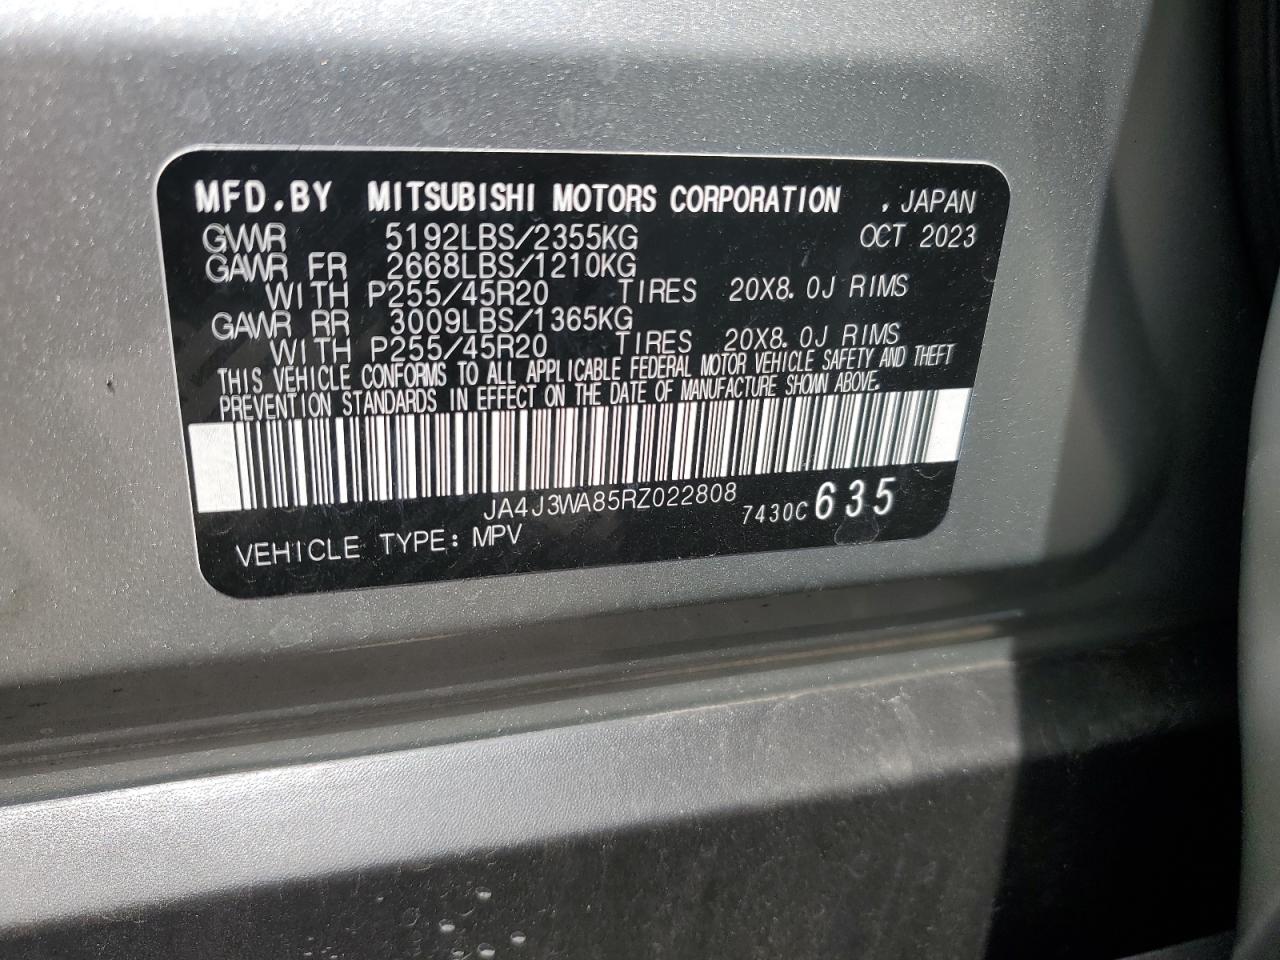 MFD.BY MITSUBISHI MOTORS CORPORATION , JAPAN
GVWR 5192LBS/2355KG OCT 2023
GAWR FR 2668LBS/1210KG
WITH P255/45R20 TIRES 20X8.0J RIMS
GAWR RR 3009LBS/1365KG
WITH P255/45R20 TIRES 20X8.0J RIMS
THIS VEHICLE CONFORMS TO ALL APPLICABLE FEDERAL MOTOR VEHICLE SAFETY AND THEFT
PREVENTION STANDARDS IN EFFECT ON THE DATE OF MANUFACTURE SHOWN ABOVE.
JA4J3WA85RZ022808 7430C 635
VEHICLE TYPE: MPV